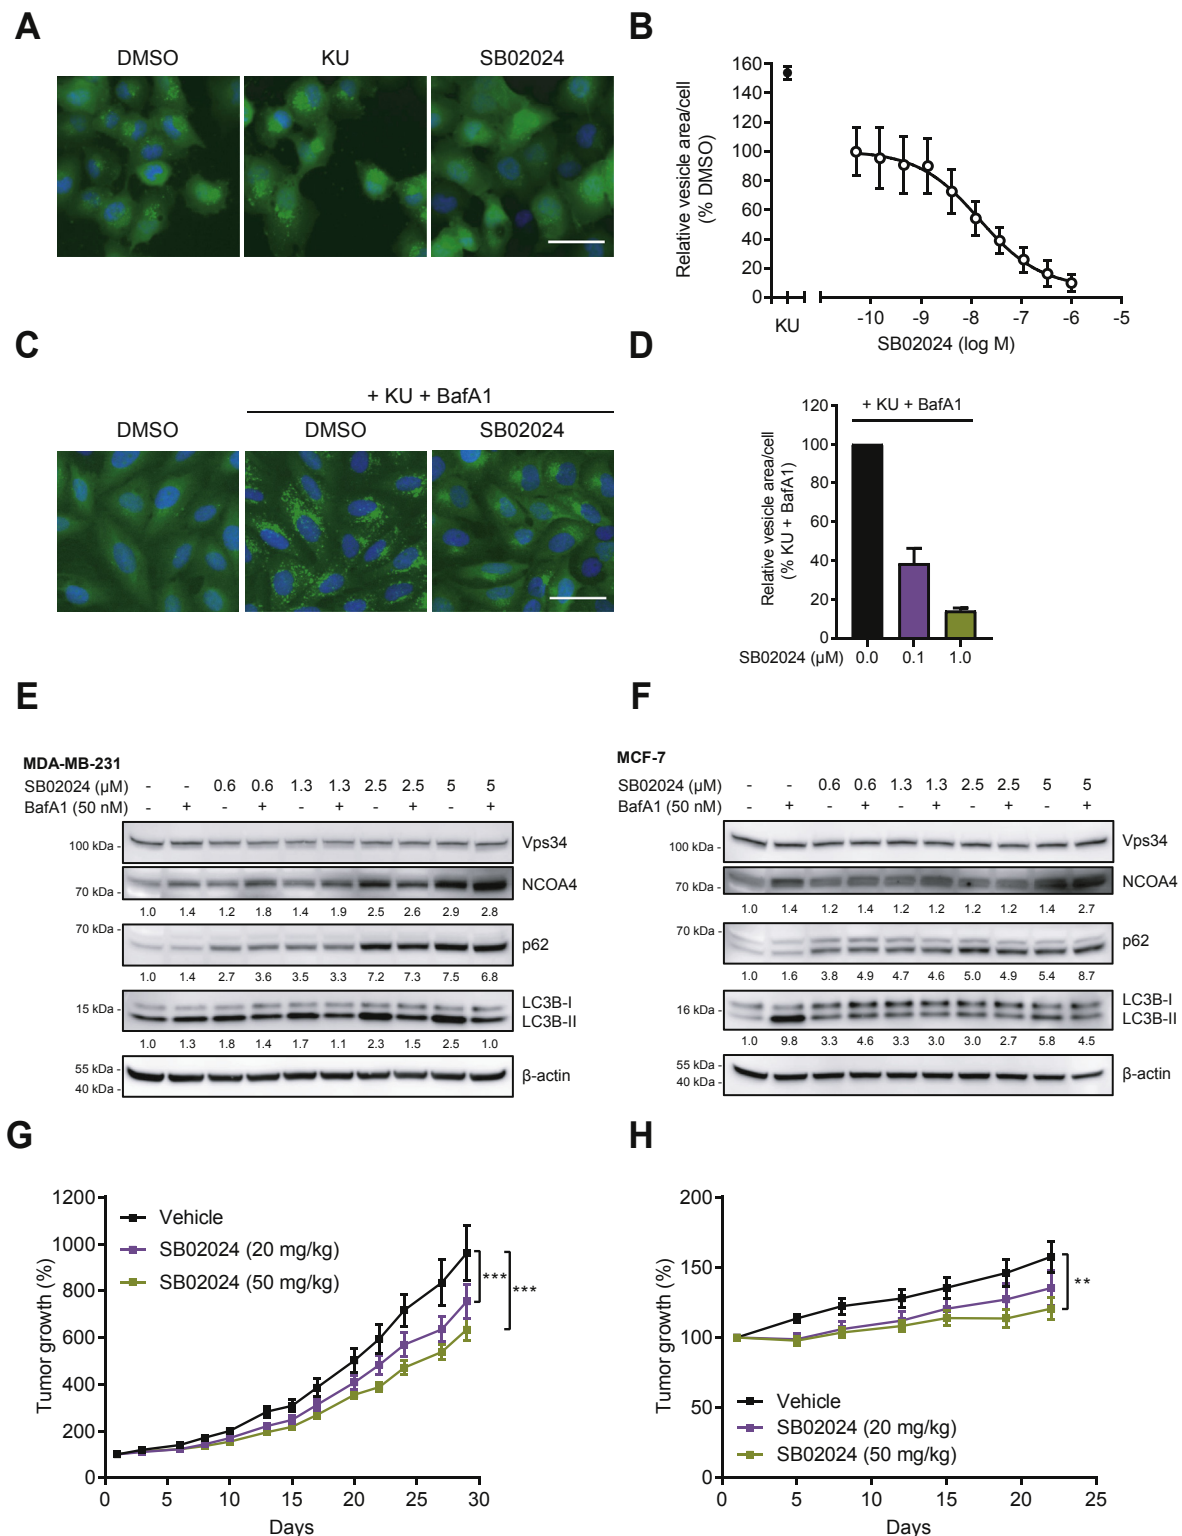 A
DMSO
KU
SB02024
B
Relative vesicle area/cell
(% DMSO)
160
140
120
100
80
60
40
20
0
KU
-10
-9
-8
-7
-6
-5
SB02024 (log M)
C
+ KU + BafA1
DMSO
DMSO
SB02024
D
Relative vesicle area/cell
(% KU + BafA1)
120
100
80
60
40
20
0
+ KU + BafA1
SB02024 (µM) 0.0 0.1 1.0
E
MDA-MB-231
SB02024 (µM) - - 0.6 0.6 1.3 1.3 2.5 2.5 5 5
BafA1 (50 nM) - + - + - + - + - +
100 kDa - Vps34
70 kDa - NCOA4
1.0 1.4 1.2 1.8 1.4 1.9 2.5 2.6 2.9 2.8
70 kDa - p62
1.0 1.4 2.7 3.6 3.5 3.3 7.2 7.3 7.5 6.8
15 kDa - LC3B-I
LC3B-II
1.0 1.3 1.8 1.4 1.7 1.1 2.3 1.5 2.5 1.0
55 kDa - β-actin
40 kDa -
F
MCF-7
SB02024 (µM) - - 0.6 0.6 1.3 1.3 2.5 2.5 5 5
BafA1 (50 nM) - + - + - + - + - +
100 kDa - Vps34
70 kDa - NCOA4
1.0 1.4 1.2 1.4 1.2 1.2 1.2 1.2 1.4 2.7
70 kDa - p62
1.0 1.6 3.8 4.9 4.7 4.6 5.0 4.9 5.4 8.7
16 kDa - LC3B-I
LC3B-II
1.0 9.8 3.3 4.6 3.3 3.0 3.0 2.7 5.8 4.5
55 kDa - β-actin
40 kDa -
G
Tumor growth (%)
1200
1000
800
600
400
200
0
Vehicle
SB02024 (20 mg/kg)
SB02024 (50 mg/kg)
***
***
0 5 10 15 20 25 30
Days
H
Tumor growth (%)
200
150
100
50
0
**
Vehicle
SB02024 (20 mg/kg)
SB02024 (50 mg/kg)
0 5 10 15 20 25
Days